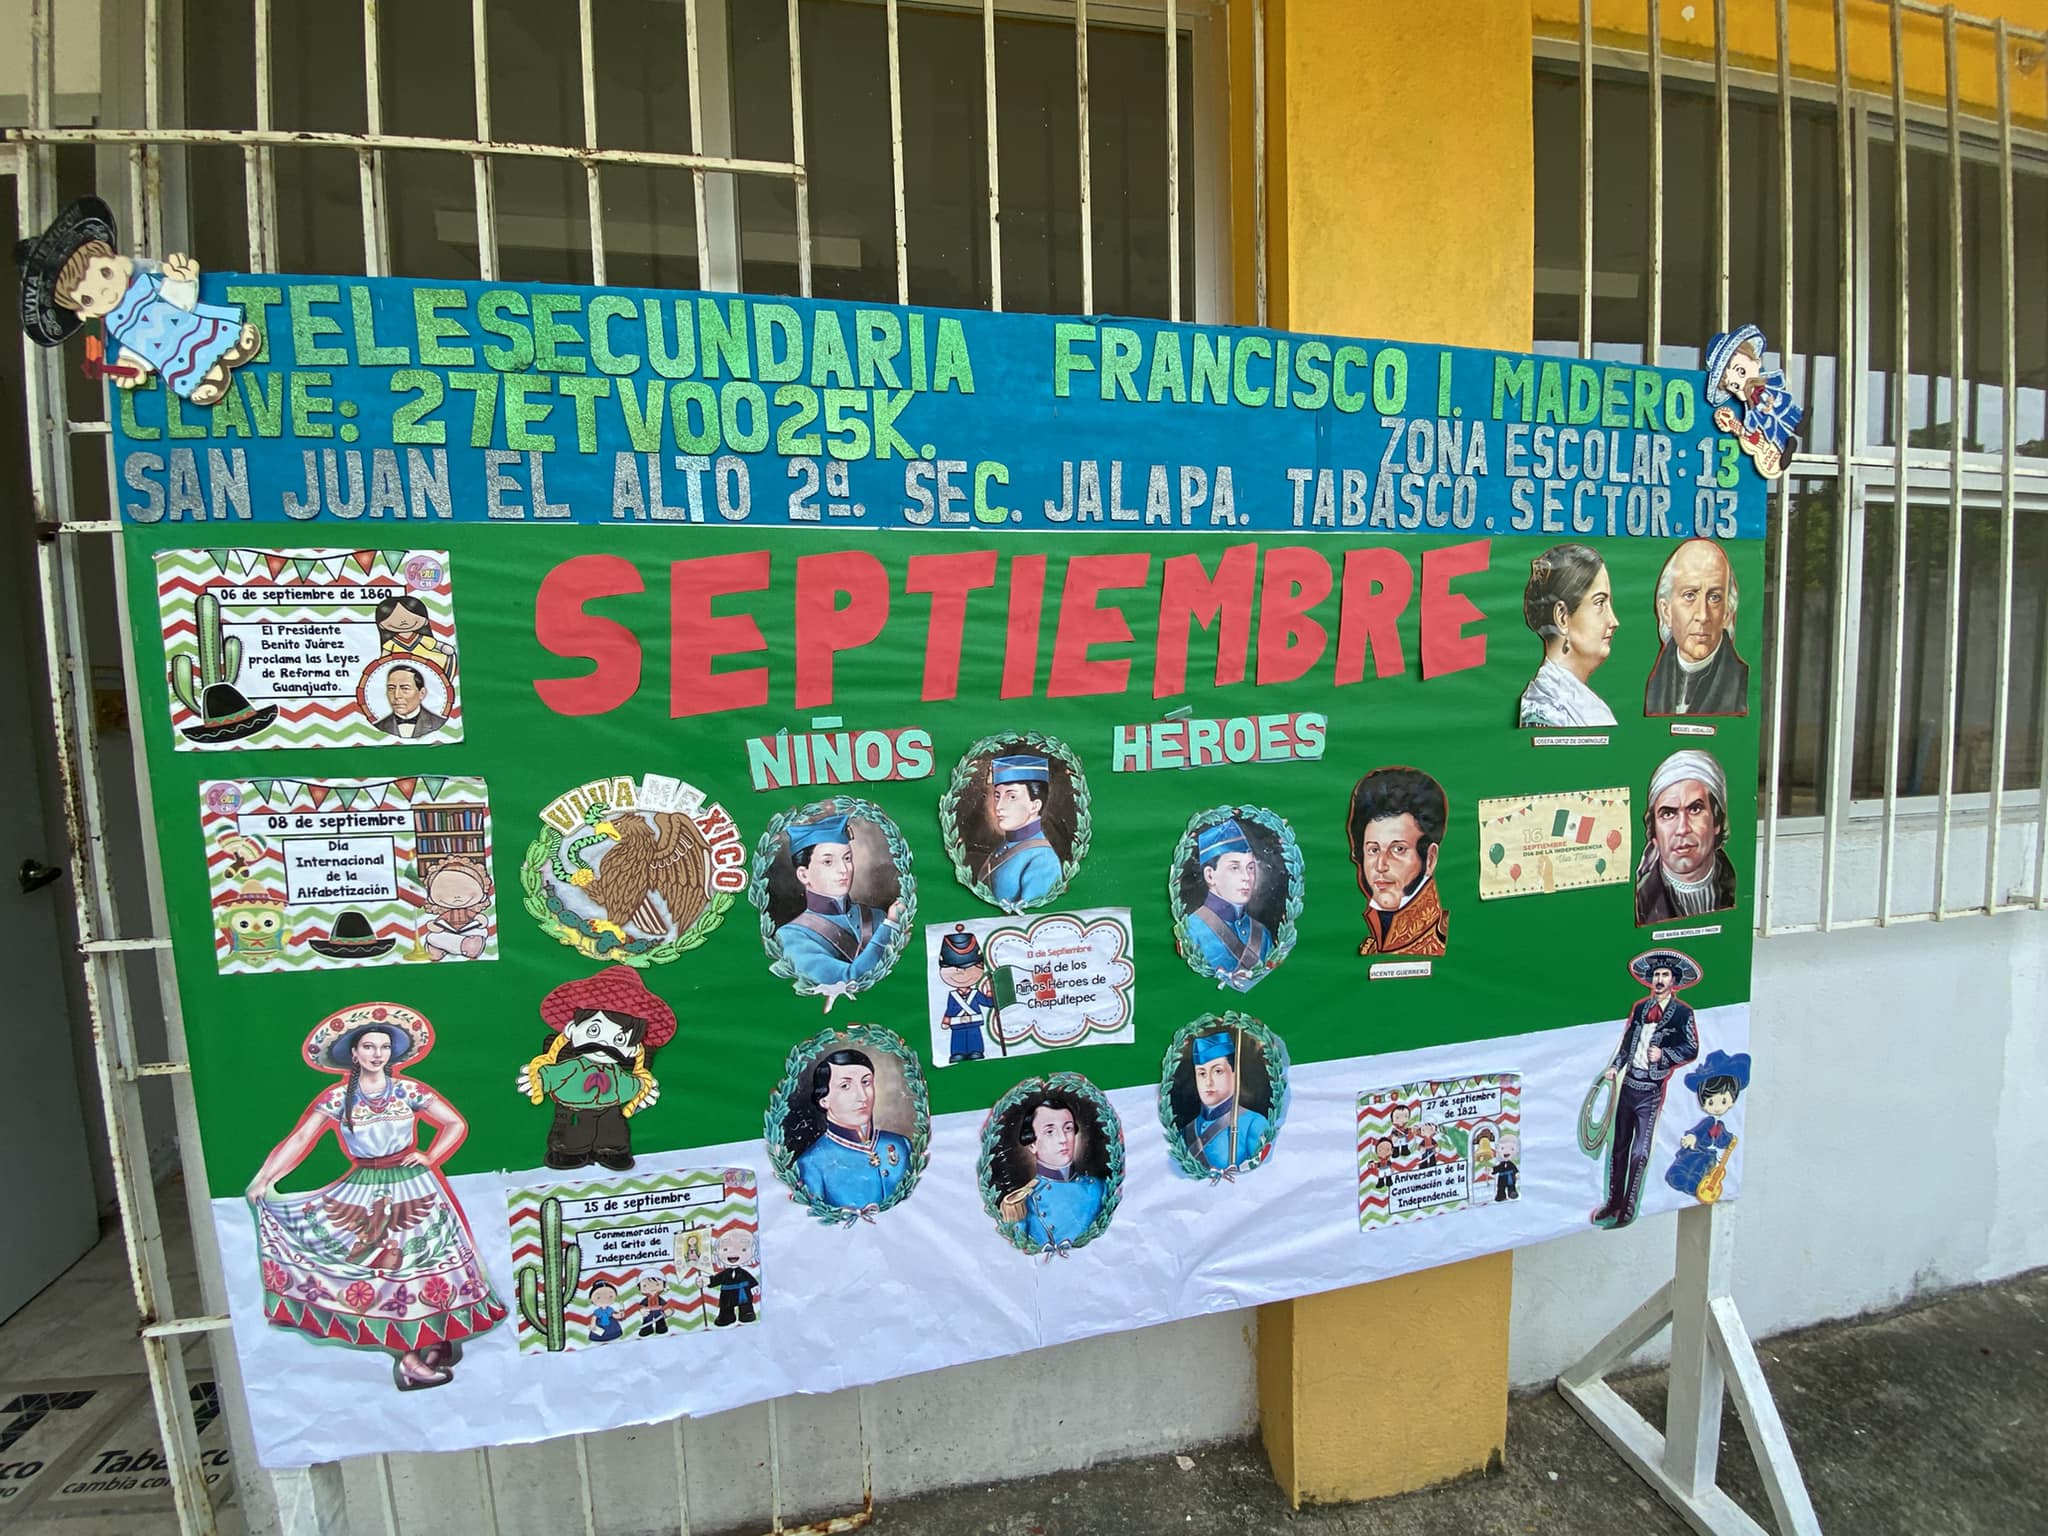 TELESECUNDARIA FRANCISCO I. MADERO
CLAVE: 27ETV0025K.
ZONA ESCOLAR: 13
SAN JUAN EL ALTO 2ª. SEC. JALAPA. TABASCO. SECTOR. 03
SEPTIEMBRE
06 de septiembre de 1860
El Presidente
Benito Juárez
proclama las Leyes
de Reforma en
Guanajuato.
JOSEFA ORTIZ DE DOMINGUEZ
MIGUEL HIDALGO
NIÑOS HÉROES
08 de septiembre
Día
Internacional
de la
Alfabetización
VIVA MEXICO
13 de Septiembre
Día de los
Niños Héroes de
Chapultepec
VICENTE GUERRERO
16
SEPTIEMBRE
DIA DE LA INDEPENDENCIA
Viva México
JOSE MARIA MORELOS Y PAVON
15 de septiembre
Conmemoración
del Grito de
Independencia.
27 de septiembre
de 1821
Aniversario de la
Consumación de la
Independencia.
Tabasco